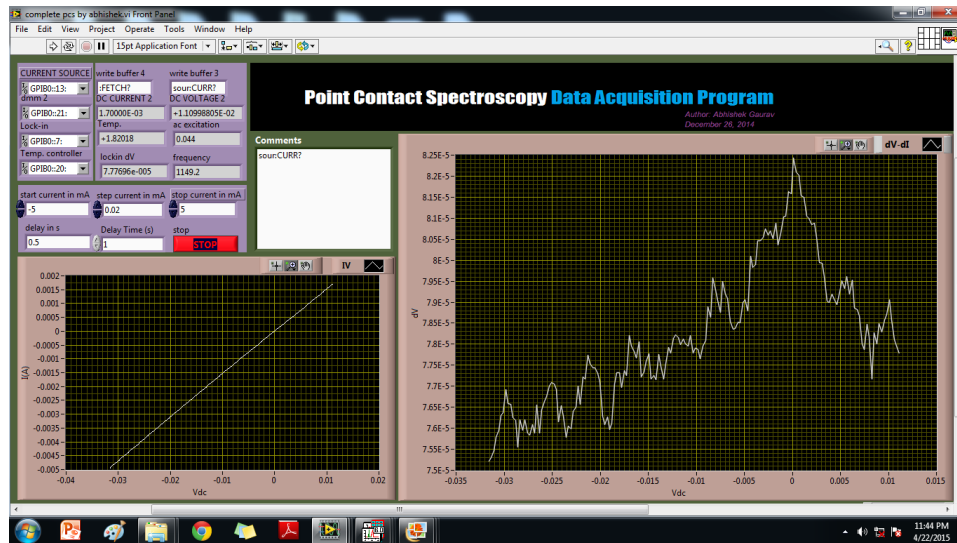 complete pcs by abhishek.vi Front Panel
File Edit View Project Operate Tools Window Help
15pt Application Font
CURRENT SOURCE write buffer 4 write buffer 3
GPIB0::13: :FETCH? sour:CURR?
dmm 2 DC CURRENT 2 DC VOLTAGE 2
GPIB0::21: 1.70000E-03 +1.10998805E-02
Lock-in Temp. ac excitation
GPIB0::7: +1.82018 0.044
Temp. controller lockin dV frequency
GPIB0::20: 7.77696e-005 1149.2
start current in mA step current in mA stop current in mA
-5 0.02 5
delay in s Delay Time (s) stop
0.5 1 STOP
Point Contact Spectroscopy Data Acquisition Program
Author: Abhishek Gaurav
December 26, 2014
Comments
sour:CURR?
IV
0.002
0.0015
0.001
0.0005
0
-0.0005
-0.001
-0.0015
-0.002
-0.0025
-0.003
-0.0035
-0.004
-0.0045
-0.005
I(A)
-0.04 -0.03 -0.02 -0.01 0 0.01 0.02
Vdc
dV-dI
8.25E-5
8.2E-5
8.15E-5
8.1E-5
8.05E-5
8E-5
7.95E-5
7.9E-5
7.85E-5
7.8E-5
7.75E-5
7.7E-5
7.65E-5
7.6E-5
7.55E-5
7.5E-5
dV
-0.035 -0.03 -0.025 -0.02 -0.015 -0.01 -0.005 0 0.005 0.01 0.015
Vdc
11:44 PM
4/22/2015